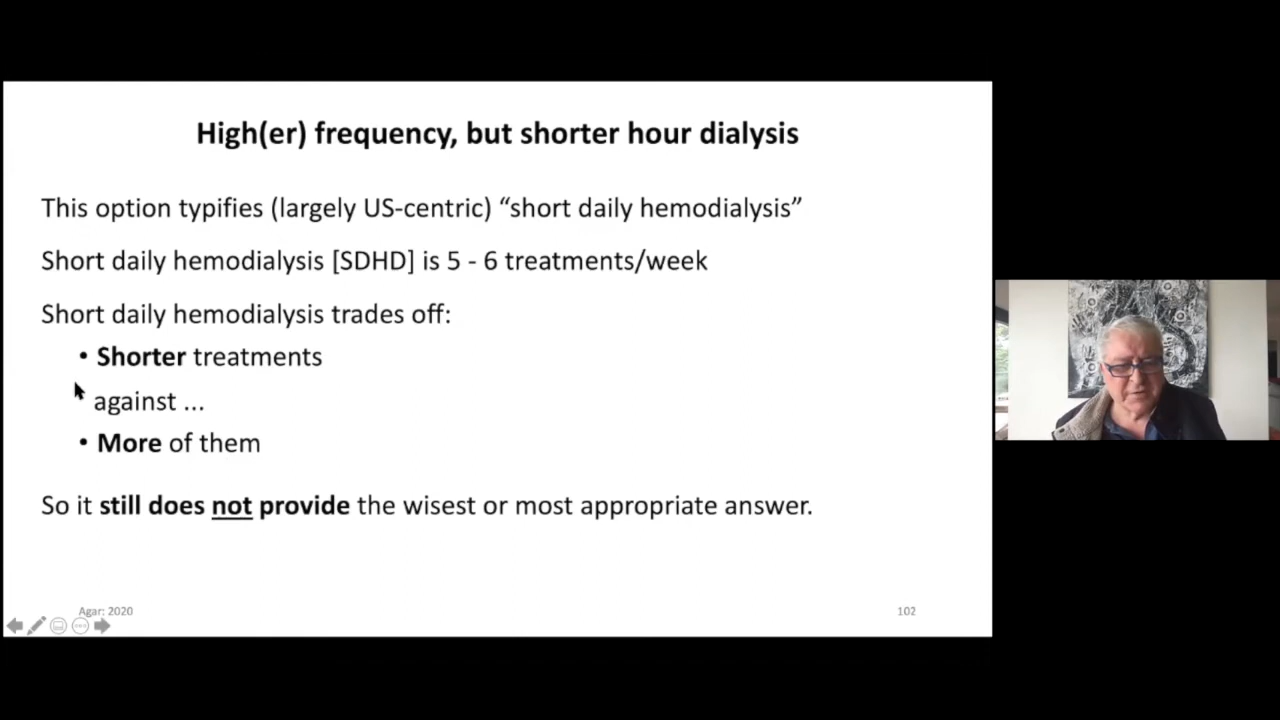 High(er) frequency, but shorter hour dialysis
This option typifies (largely US-centric) “short daily hemodialysis”
Short daily hemodialysis [SDHD] is 5 - 6 treatments/week
Short daily hemodialysis trades off:
• Shorter treatments
against ...
• More of them
So it still does not provide the wisest or most appropriate answer.
Agar: 2020
102